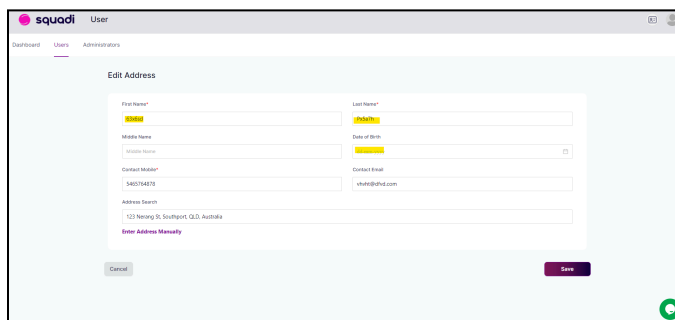 squadi User
Dashboard Users Administrators
Edit Address
First Name* Last Name*
Middle Name Date of Birth
Middle Name
Contact Mobile* Contact Email
5465764878 vhvht@dfvd.com
Address Search
123 Nerang St, Southport, QLD, Australia
Enter Address Manually
Cancel Save